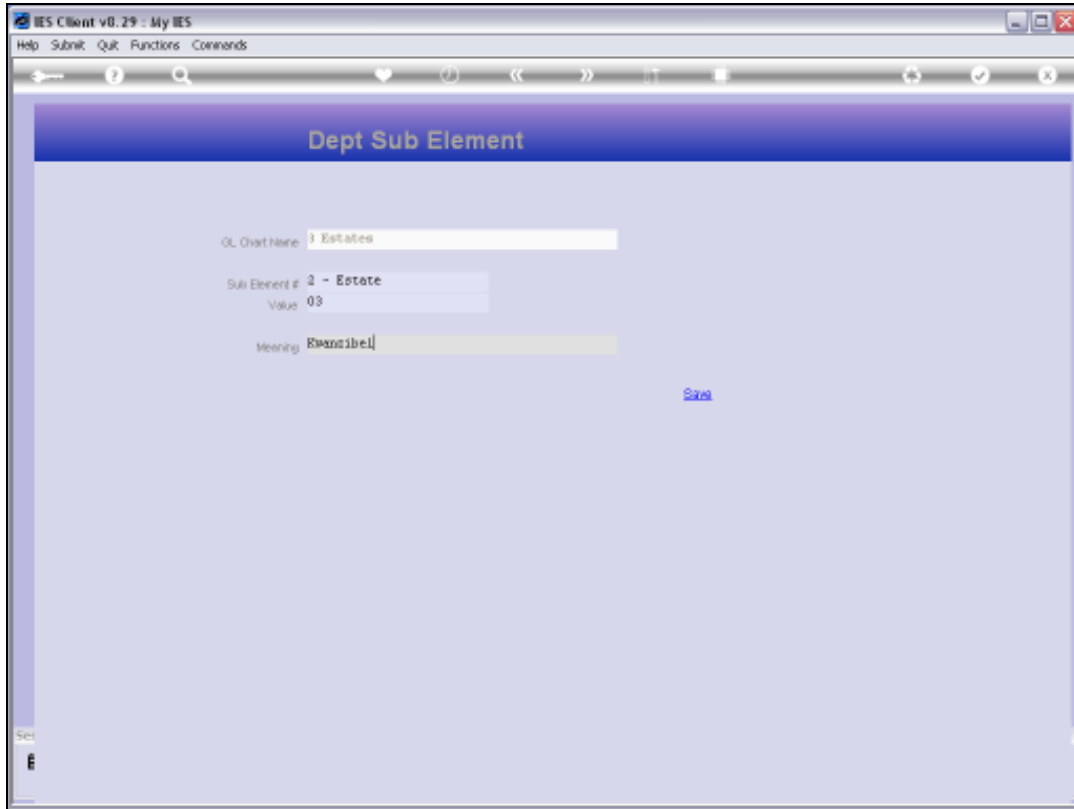 IES Client v8.29 : My IES
Help Submit Quit Functions Commands
Dept Sub Element
GL Chart Name 3 Estates
Sub Element # 2 - Estate
Value 03
Meaning
Save